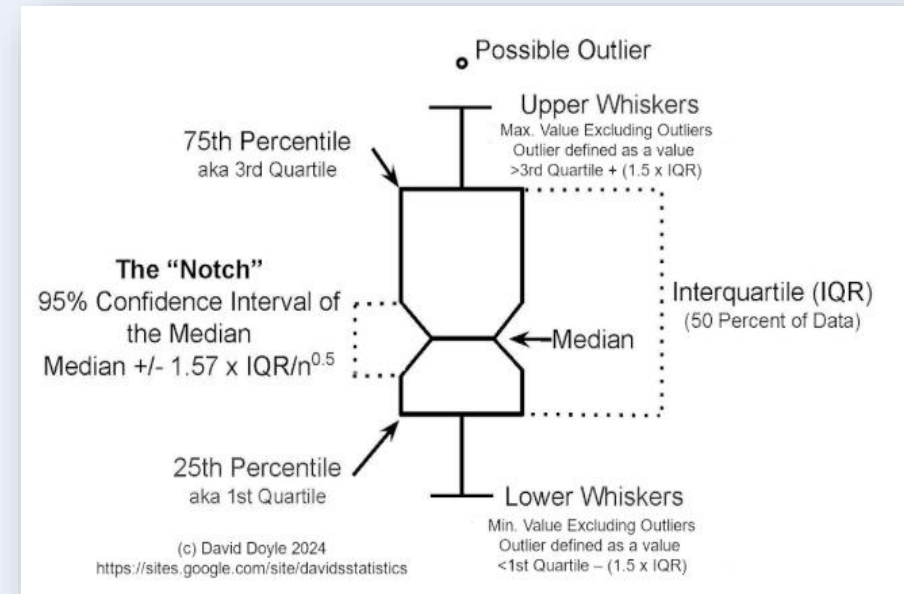 Possible Outlier
Upper Whiskers
Max. Value Excluding Outliers
Outlier defined as a value
>3rd Quartile + (1.5 x IQR)
75th Percentile
aka 3rd Quartile
The “Notch”
95% Confidence Interval of
the Median
Median +/- 1.57 x IQR/n^0.5
Interquartile (IQR)
(50 Percent of Data)
Median
25th Percentile
aka 1st Quartile
Lower Whiskers
Min. Value Excluding Outliers
Outlier defined as a value
<1st Quartile – (1.5 x IQR)
(c) David Doyle 2024
https://sites.google.com/site/davidsstatistics